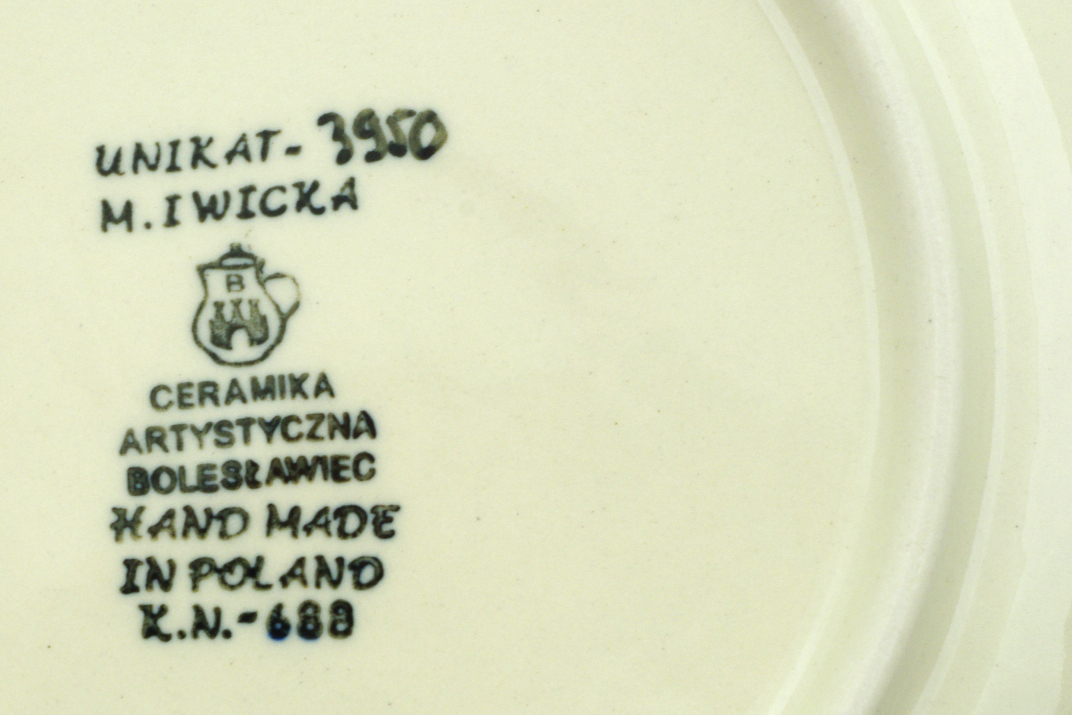 UNIKAT- 3950
M. IWICKA
B
CERAMIKA
ARTYSTYCZNA
BOLESŁAWIEC
HAND MADE
IN POLAND
K.N.-688